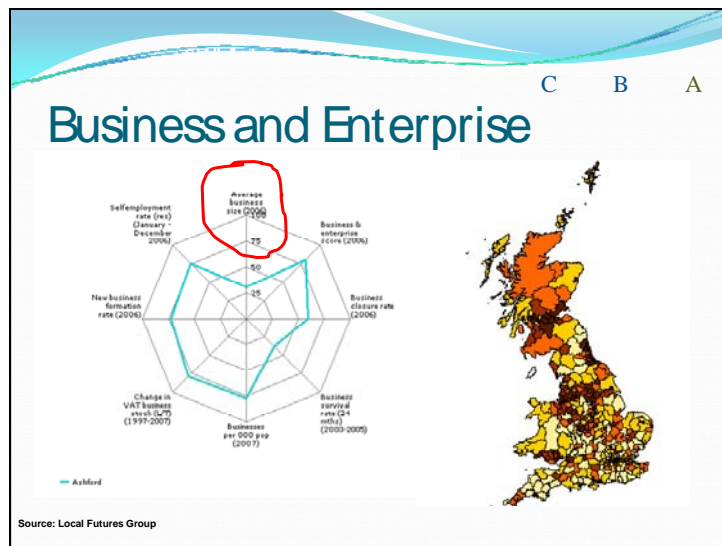 C B A
Business and Enterprise
Average
business
size (2006)
100
75
50
25
Business &
enterprise
score (2006)
Business
closure rate
(2006)
Business
survival
rate (24
mths)
(2003-2005)
Businesses
per 000 pop
(2007)
Change in
VAT business
stock (L/T)
(1997-2007)
New business
formation
rate (2006)
Selfemployment
rate (res)
(January -
December
2006)
Ashford
Source: Local Futures Group